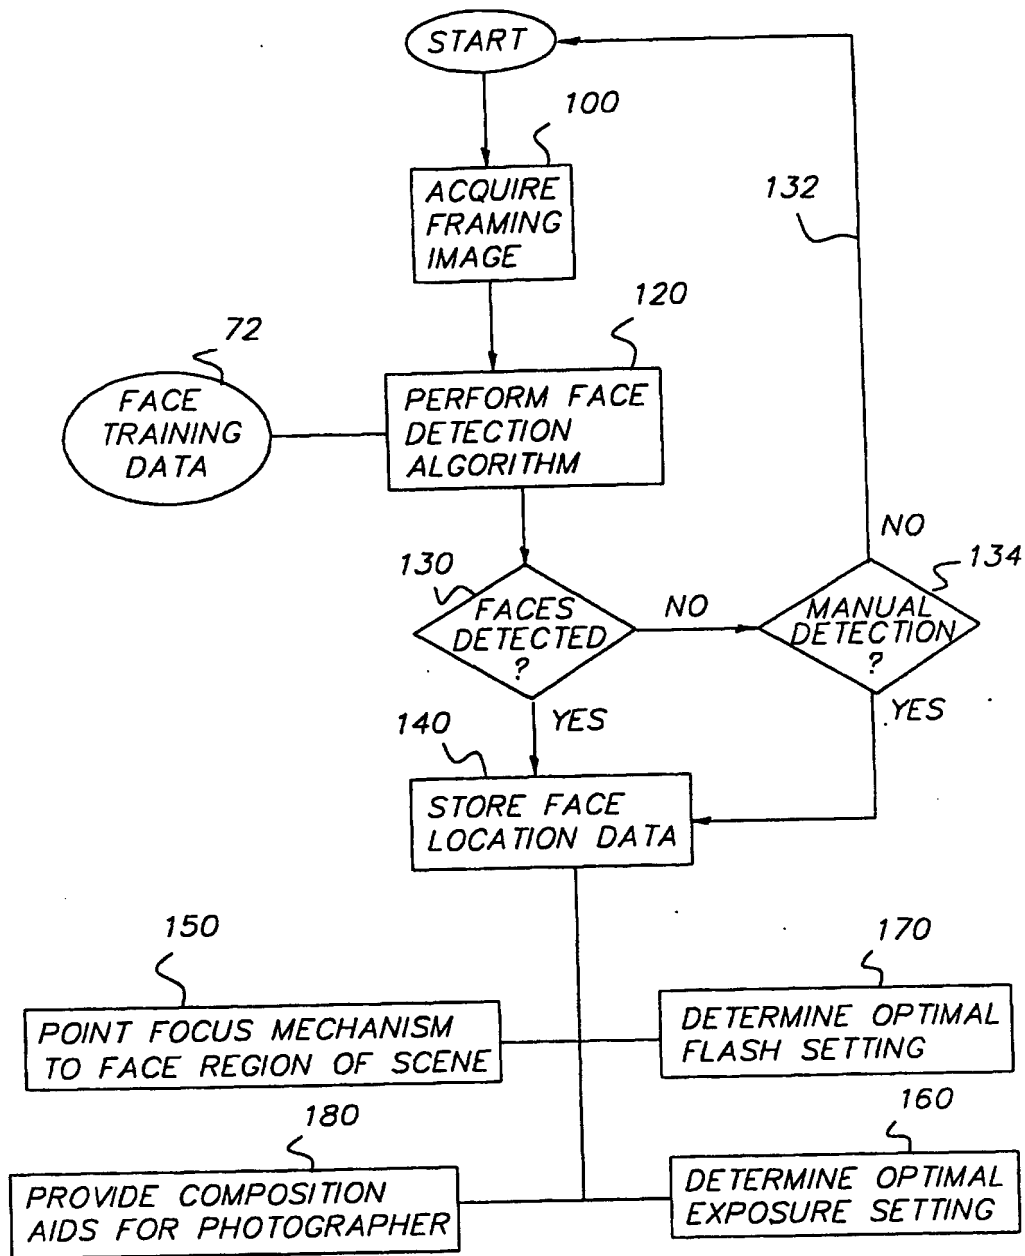 START
100
ACQUIRE
FRAMING
IMAGE
132
120
72
FACE
TRAINING
DATA
PERFORM FACE
DETECTION
ALGORITHM
NO
130
134
FACES
DETECTED
?
NO
MANUAL
DETECTION
?
YES
YES
140
STORE FACE
LOCATION DATA
150
170
POINT FOCUS MECHANISM
TO FACE REGION OF SCENE
DETERMINE OPTIMAL
FLASH SETTING
180
160
PROVIDE COMPOSITION
AIDS FOR PHOTOGRAPHER
DETERMINE OPTIMAL
EXPOSURE SETTING